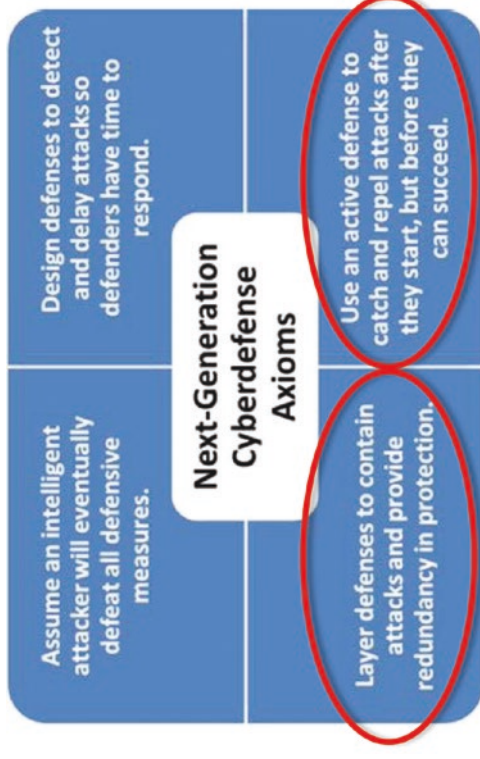 Assume an intelligent
attacker will eventually
defeat all defensive
measures.
Design defenses to detect
and delay attacks so
defenders have time to
respond.
Next-Generation
Cyberdefense
Axioms
Layer defenses to contain
attacks and provide
redundancy in protection.
Use an active defense to
catch and repel attacks after
they start, but before they
can succeed.